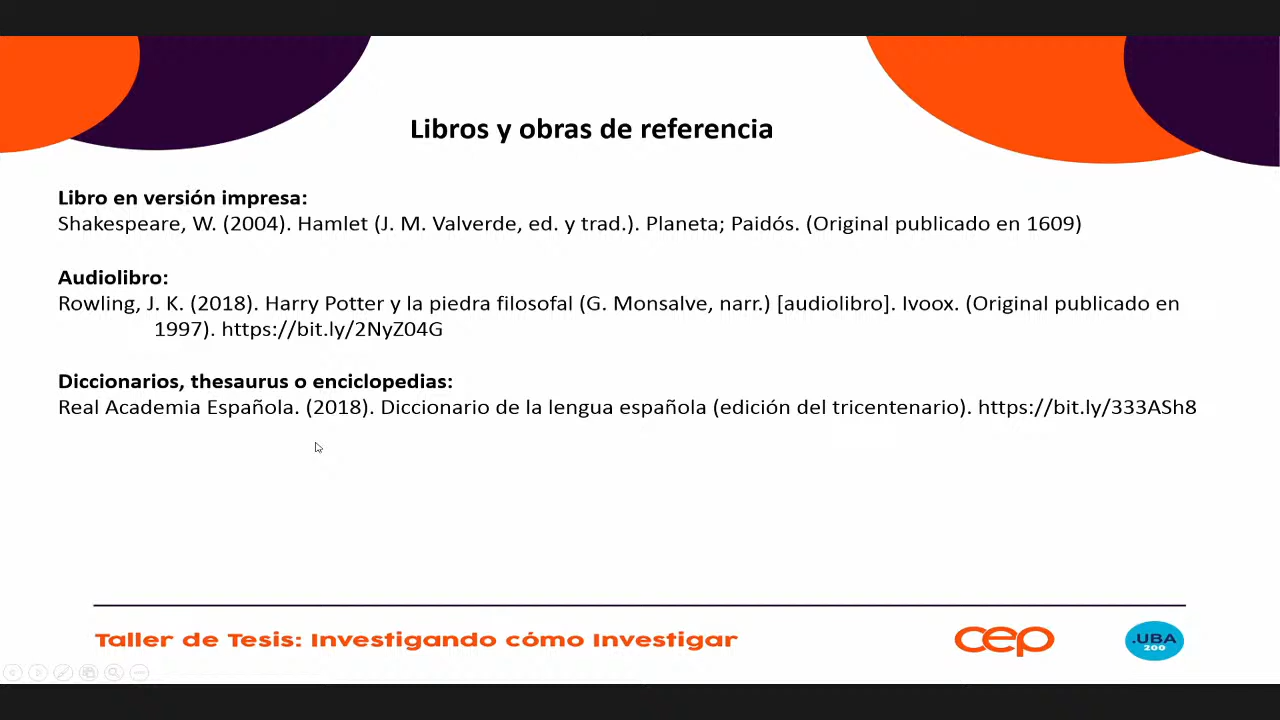 Libros y obras de referencia
Libro en versión impresa:
Shakespeare, W. (2004). Hamlet (J. M. Valverde, ed. y trad.). Planeta; Paidós. (Original publicado en 1609)
Audiolibro:
Rowling, J. K. (2018). Harry Potter y la piedra filosofal (G. Monsalve, narr.) [audiolibro]. Ivoox. (Original publicado en
1997). https://bit.ly/2NyZ04G
Diccionarios, thesaurus o enciclopedias:
Real Academia Española. (2018). Diccionario de la lengua española (edición del tricentenario). https://bit.ly/333ASh8
Taller de Tesis: Investigando cómo Investigar
cep
.UBA
200